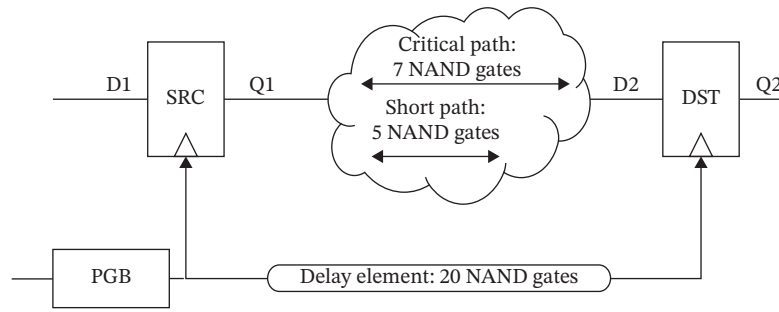 Critical path:
7 NAND gates
D1
SRC
Q1
D2
DST
Q2
Short path:
5 NAND gates
PGB
Delay element: 20 NAND gates